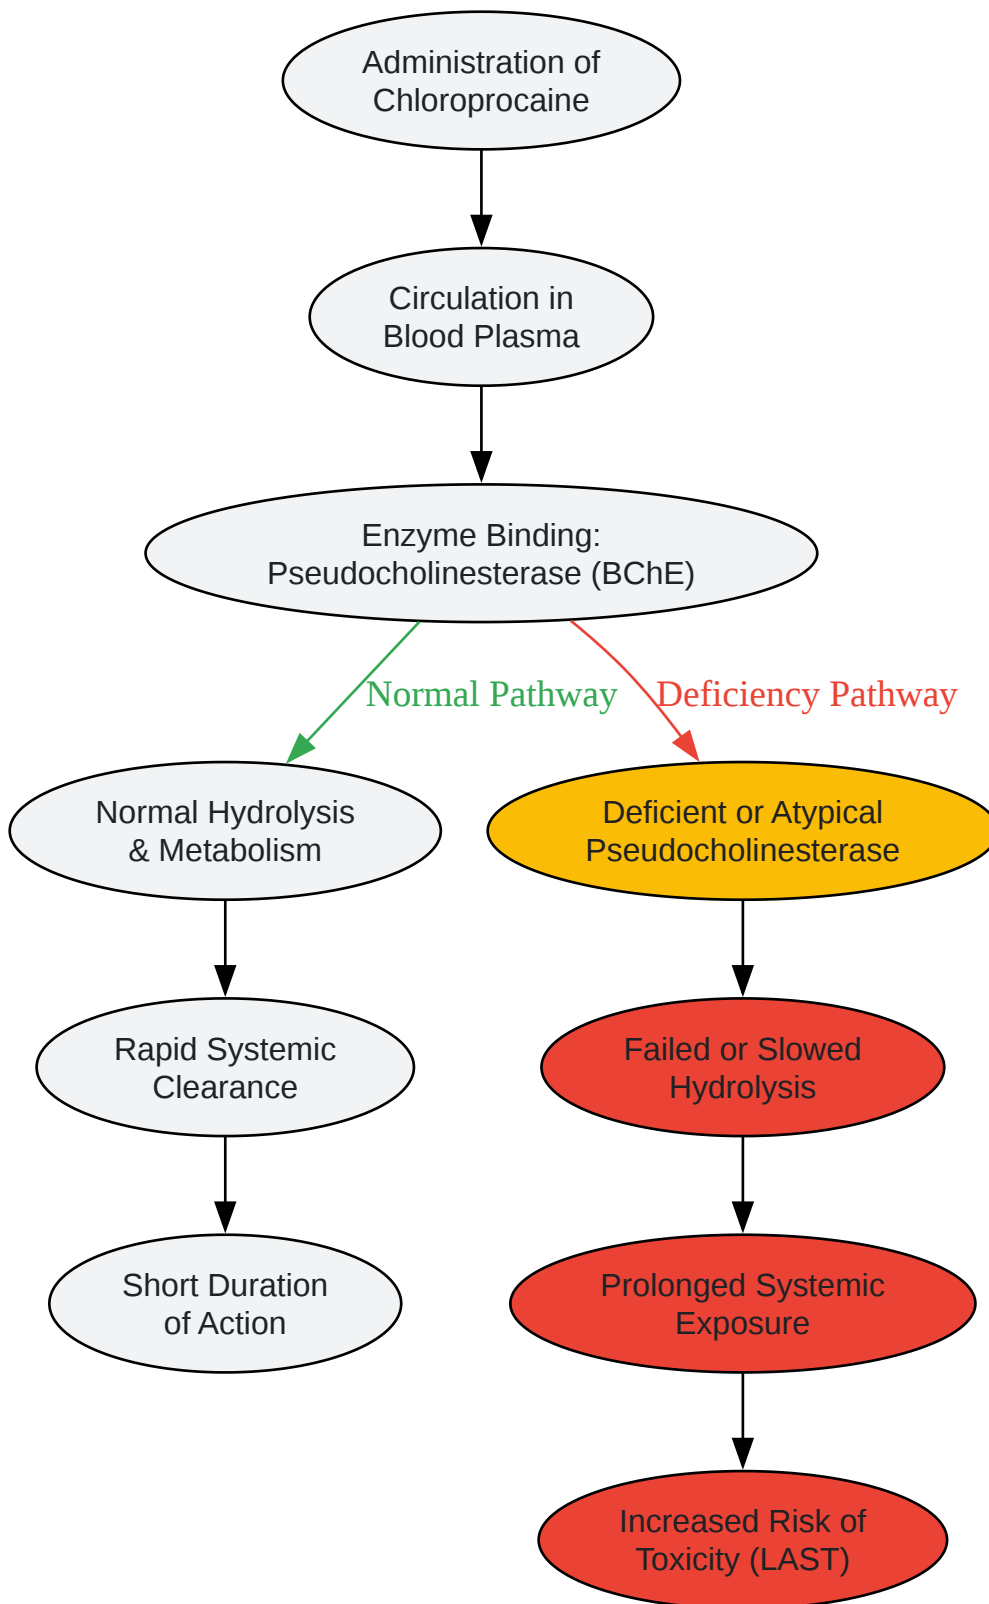 Administration of
Chloroprocaine
Circulation in
Blood Plasma
Enzyme Binding:
Pseudocholinesterase (BChE)
Normal Pathway
Deficiency Pathway
Normal Hydrolysis
& Metabolism
Deficient or Atypical
Pseudocholinesterase
Rapid Systemic
Clearance
Failed or Slowed
Hydrolysis
Short Duration
of Action
Prolonged Systemic
Exposure
Increased Risk of
Toxicity (LAST)